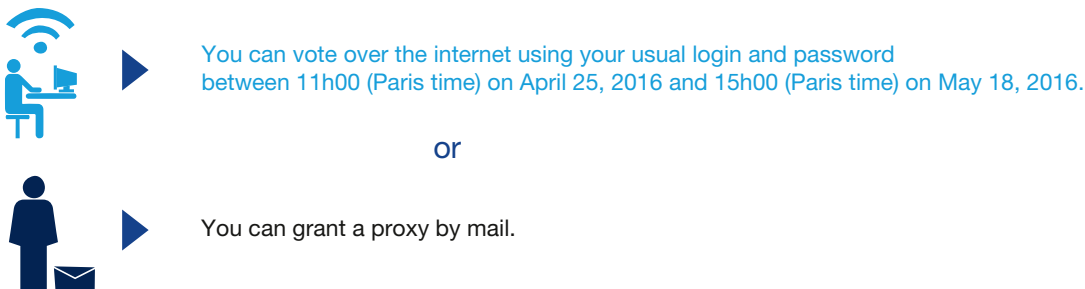 You can vote over the internet using your usual login and password
between 11h00 (Paris time) on April 25, 2016 and 15h00 (Paris time) on May 18, 2016.
or
You can grant a proxy by mail.